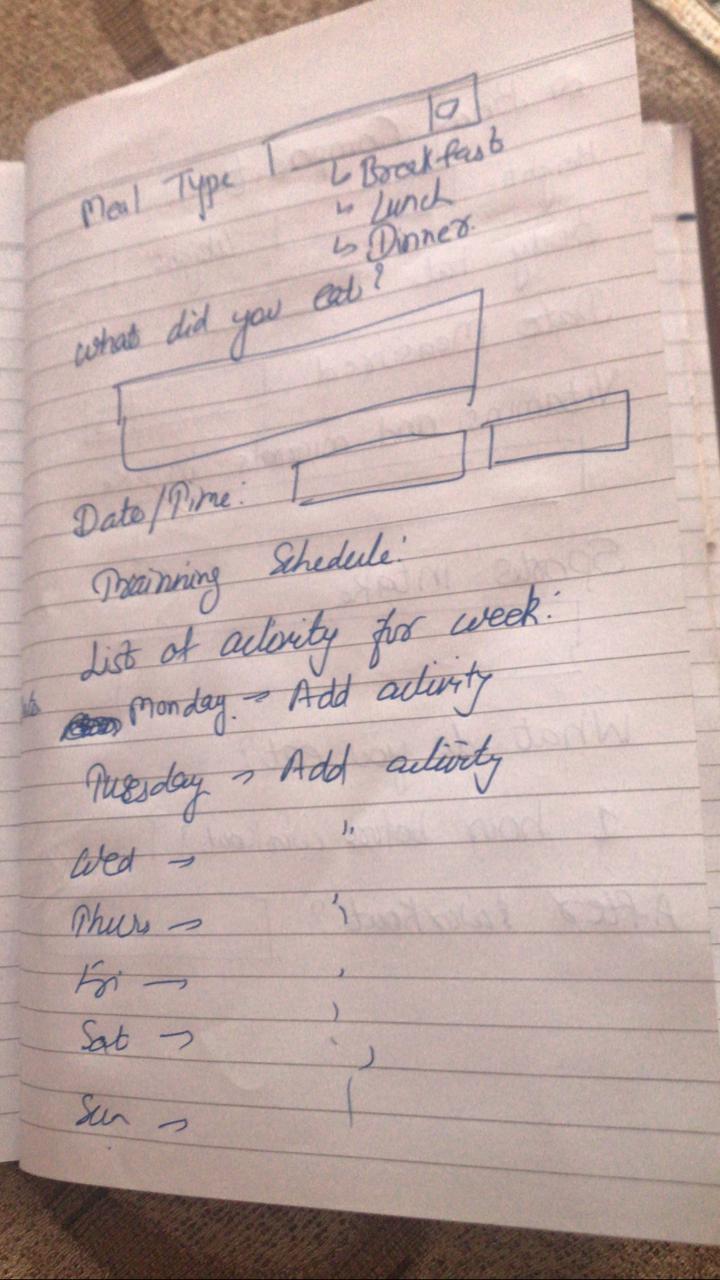 Meal Type
↳ Breakfast
↳ Lunch
↳ Dinner.
What did you eat?
Date/Time:
Trainning Schedule:
List of activity for week:
Monday. → Add activity
Tuesday → Add activity
Wed → "
Thurs → "
Fri →
Sat →
Sun →